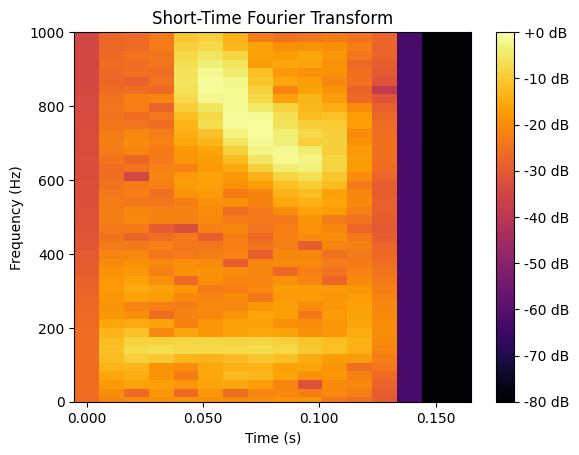 Short-Time Fourier Transform
1000
800
600
400
200
0
Frequency (Hz)
0.000
0.050
0.100
0.150
Time (s)
+0 dB
-10 dB
-20 dB
-30 dB
-40 dB
-50 dB
-60 dB
-70 dB
-80 dB